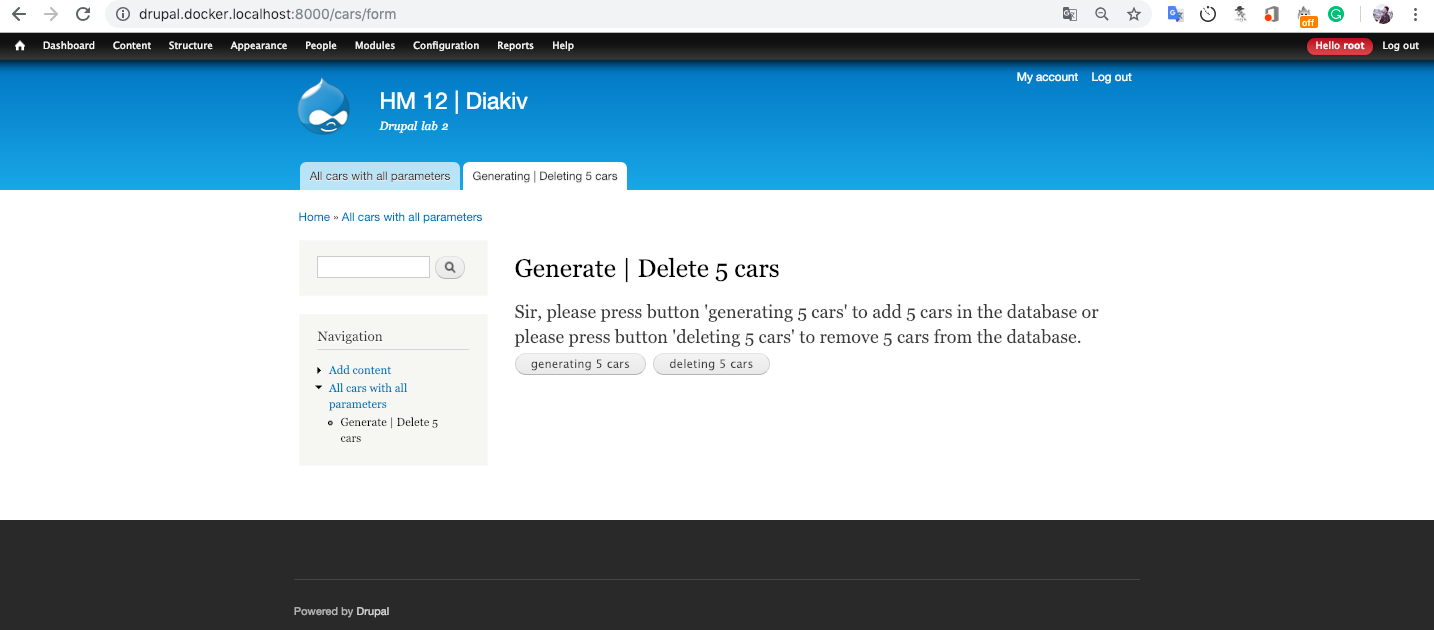 drupal.docker.localhost:8000/cars/form
off
Dashboard Content Structure Appearance People Modules Configuration Reports Help Hello root Log out
My account Log out
HM 12 | Diakiv
Drupal lab 2
All cars with all parameters Generating | Deleting 5 cars
Home » All cars with all parameters
Generate | Delete 5 cars
Sir, please press button 'generating 5 cars' to add 5 cars in the database or
please press button 'deleting 5 cars' to remove 5 cars from the database.
generating 5 cars deleting 5 cars
Navigation
Add content
All cars with all
parameters
Generate | Delete 5
cars
Powered by Drupal